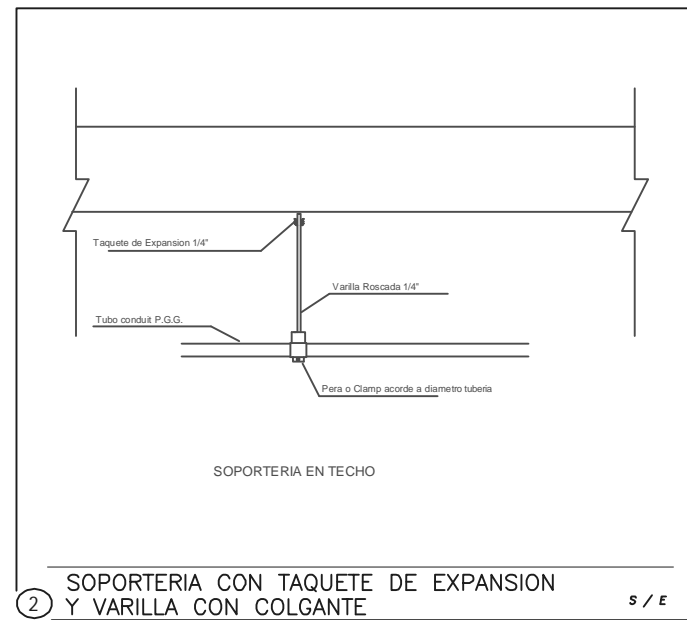 Taquete de Expansion 1/4"
Varilla Roscada 1/4"
Tubo conduit P.G.G.
Pera o Clamp acorde a diametro tuberia
SOPORTERIA EN TECHO
2
SOPORTERIA CON TAQUETE DE EXPANSION
Y VARILLA CON COLGANTE
S / E